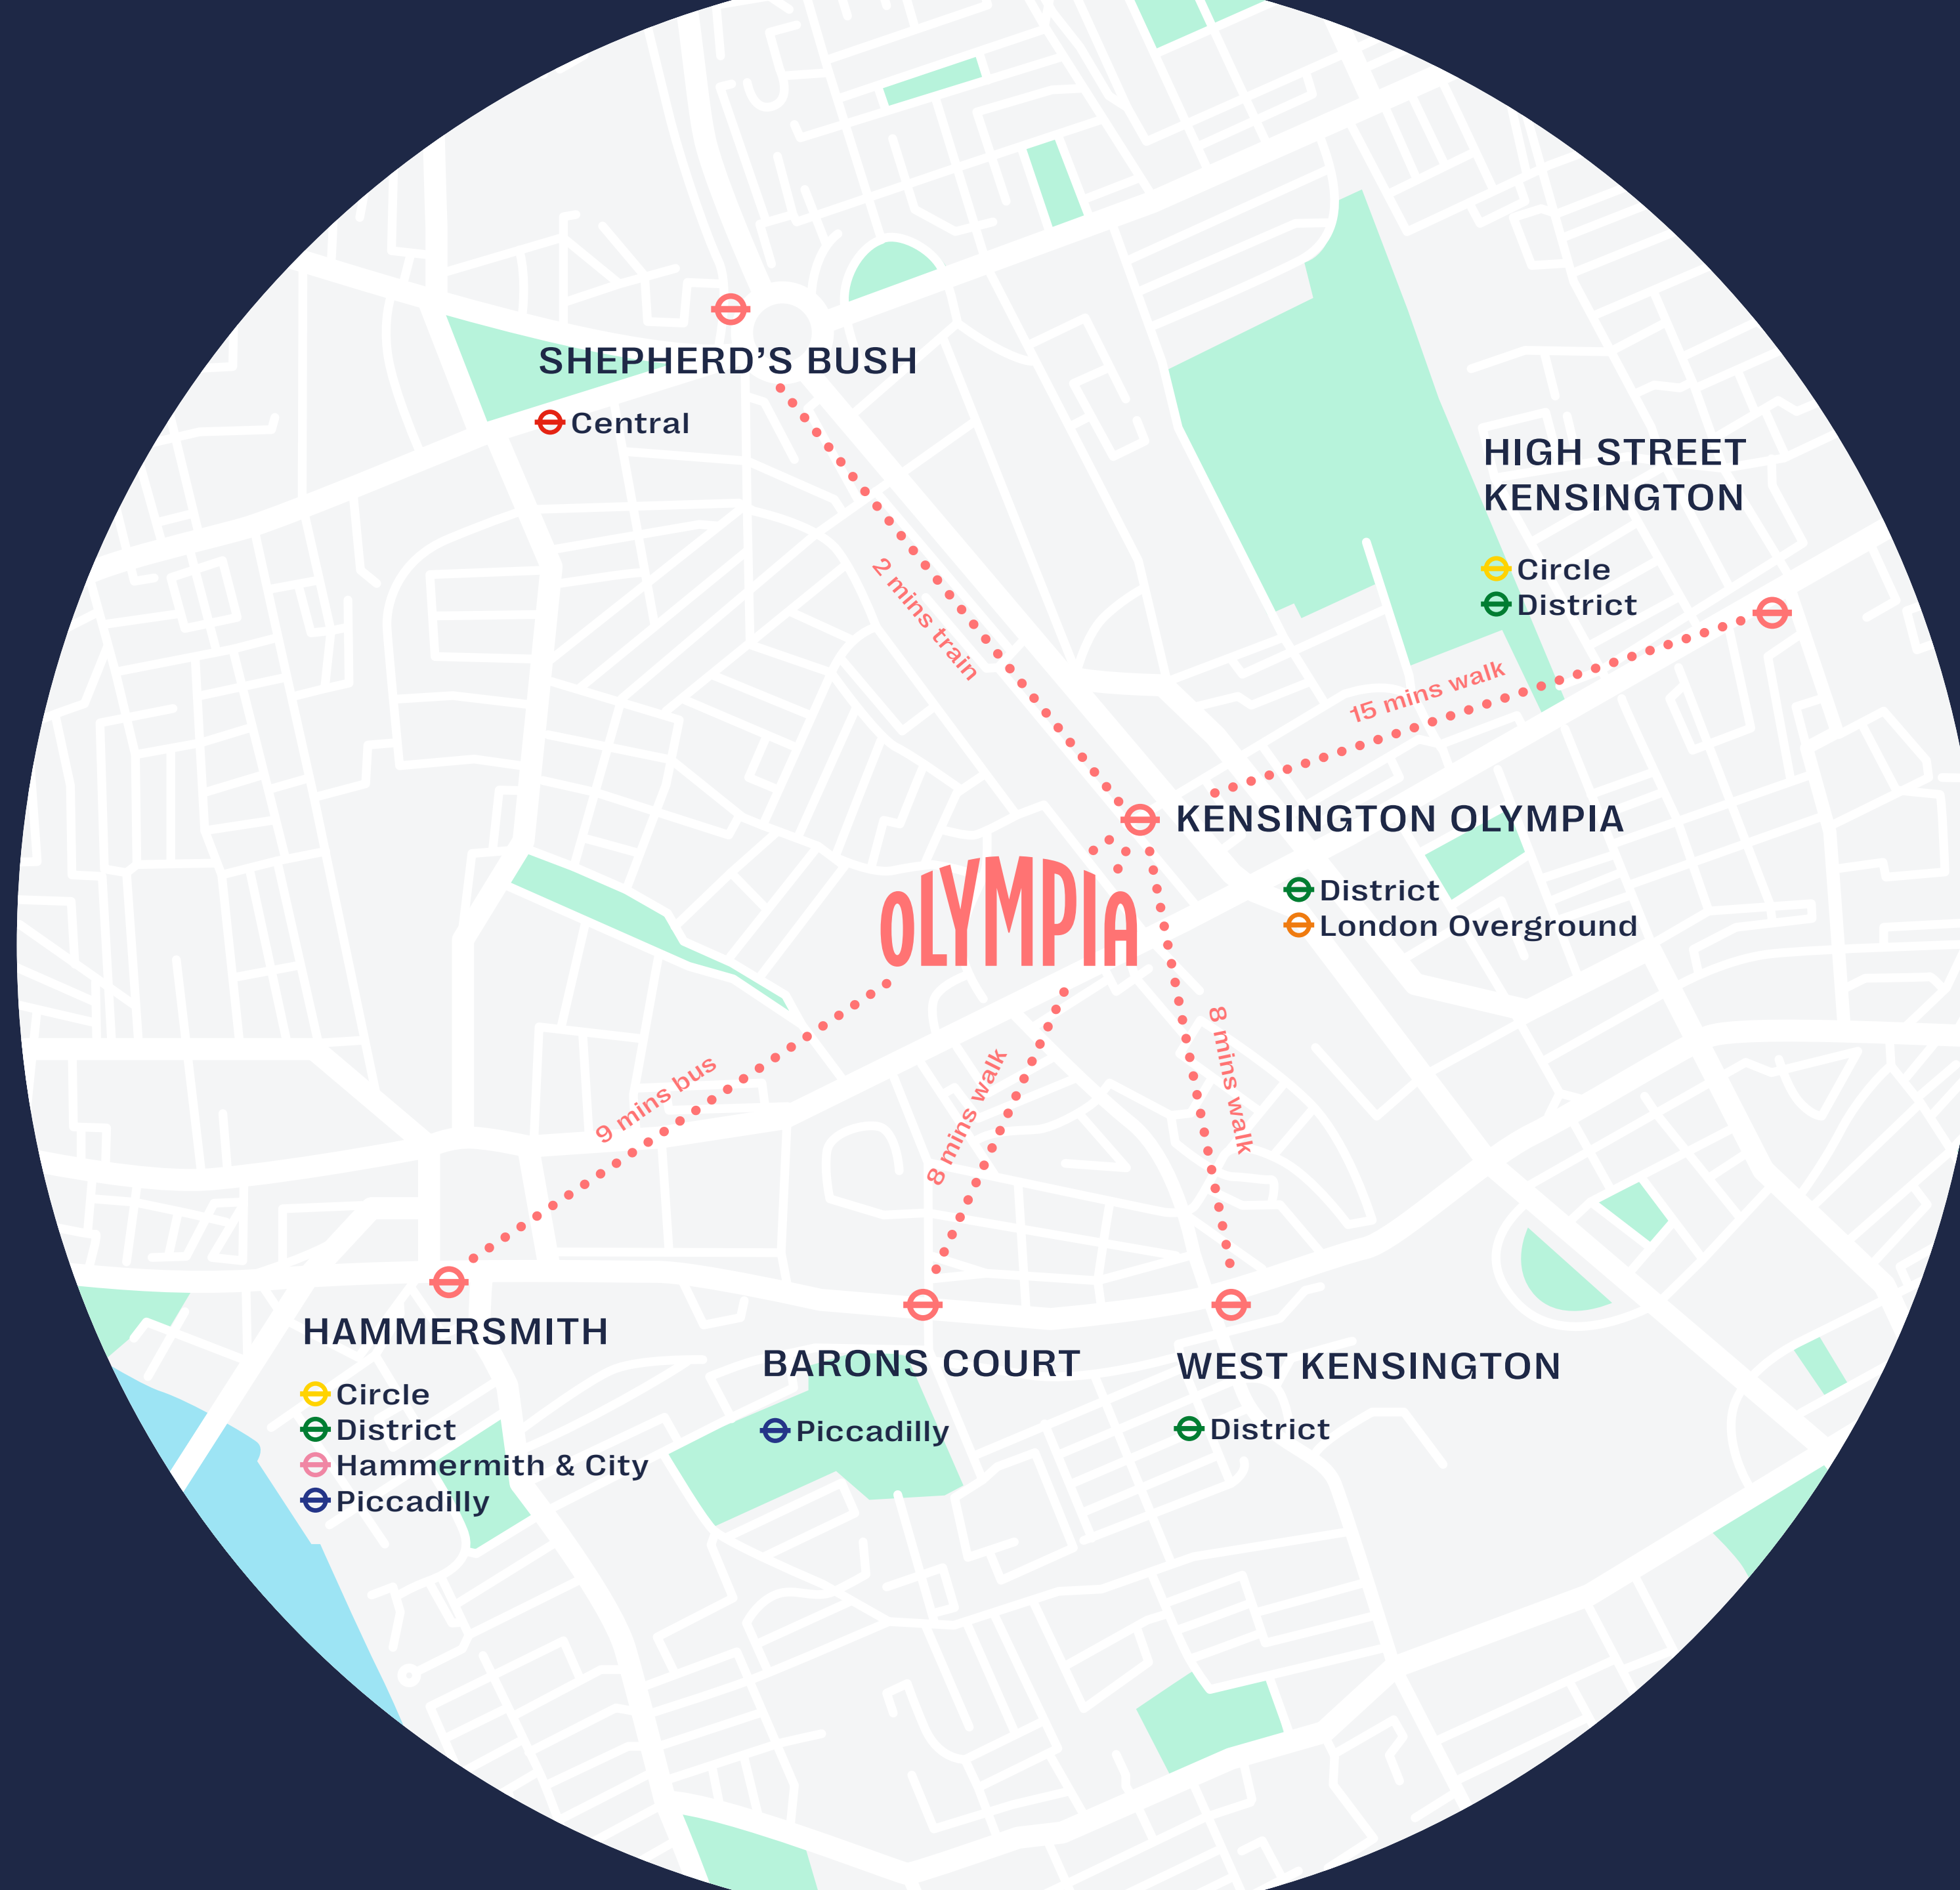 SHEPHERD’S BUSH
Central
HIGH STREET
KENSINGTON
Circle
District
2 mins train
15 mins walk
KENSINGTON OLYMPIA
District
London Overground
OLYMPIA
9 mins bus
8 mins walk
8 mins walk
HAMMERSMITH
Circle
District
Hammermith & City
Piccadilly
BARONS COURT
Piccadilly
WEST KENSINGTON
District